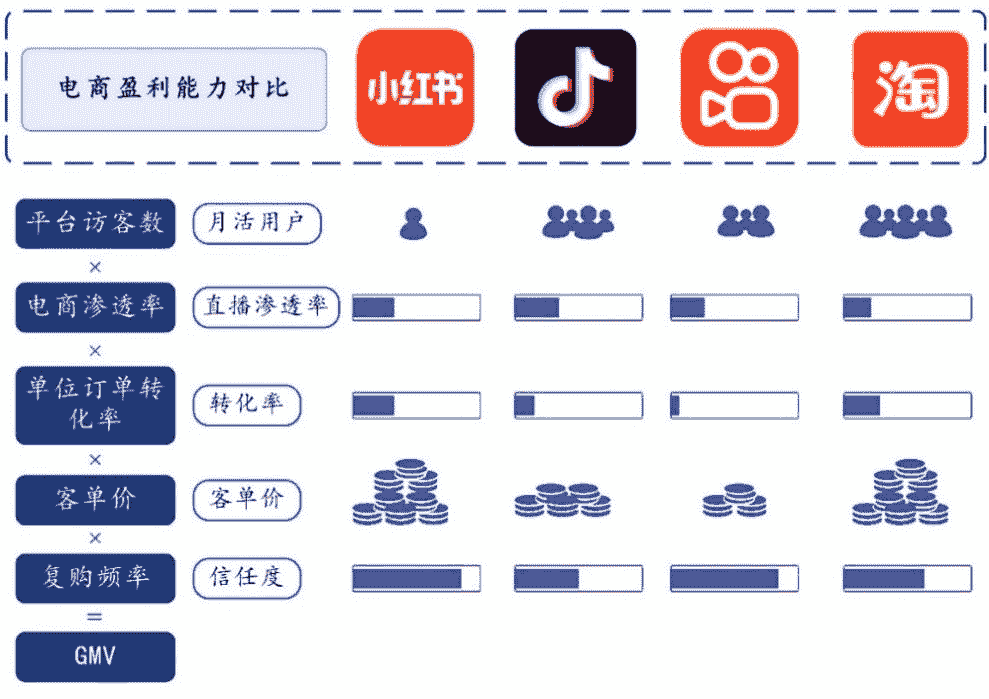 电商盈利能力对比
小红书
淘
平台访客数
月活用户
×
电商渗透率
直播渗透率
×
单位订单转
化率
转化率
×
客单价
客单价
×
复购频率
信任度
=
GMV